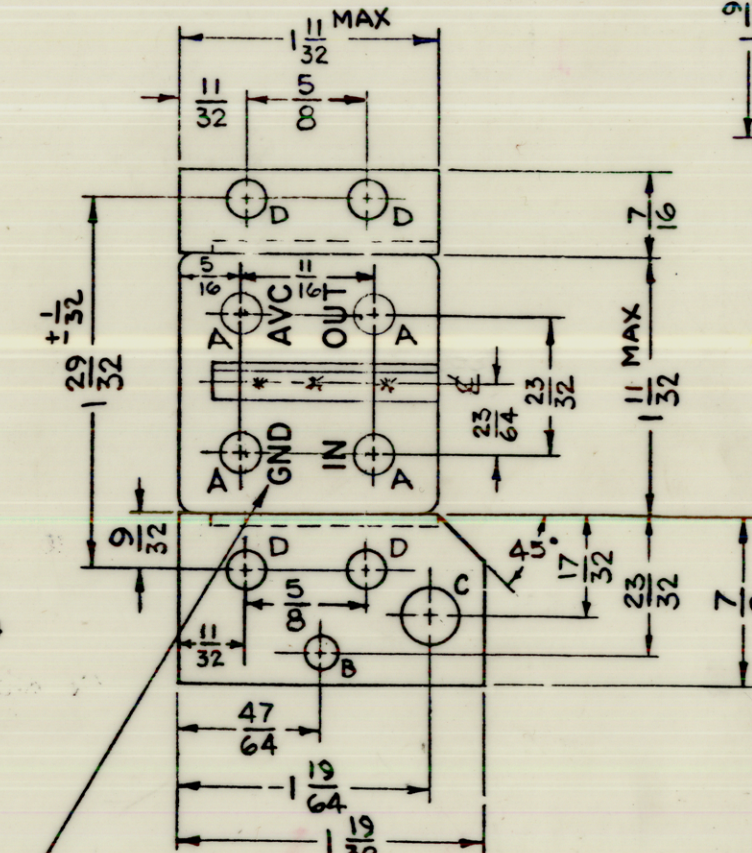 1 11/32 MAX
11/32
5/8
D
D
7/16
5/16
11/16
AVC
OUT
A
A
± 1/32
1 29/32
23/64
23/32
1 11/32 MAX
GND
IN
A
A
9/32
D
D
45°
17/32
23/32
5/8
C
11/32
B
47/64
1 19/64